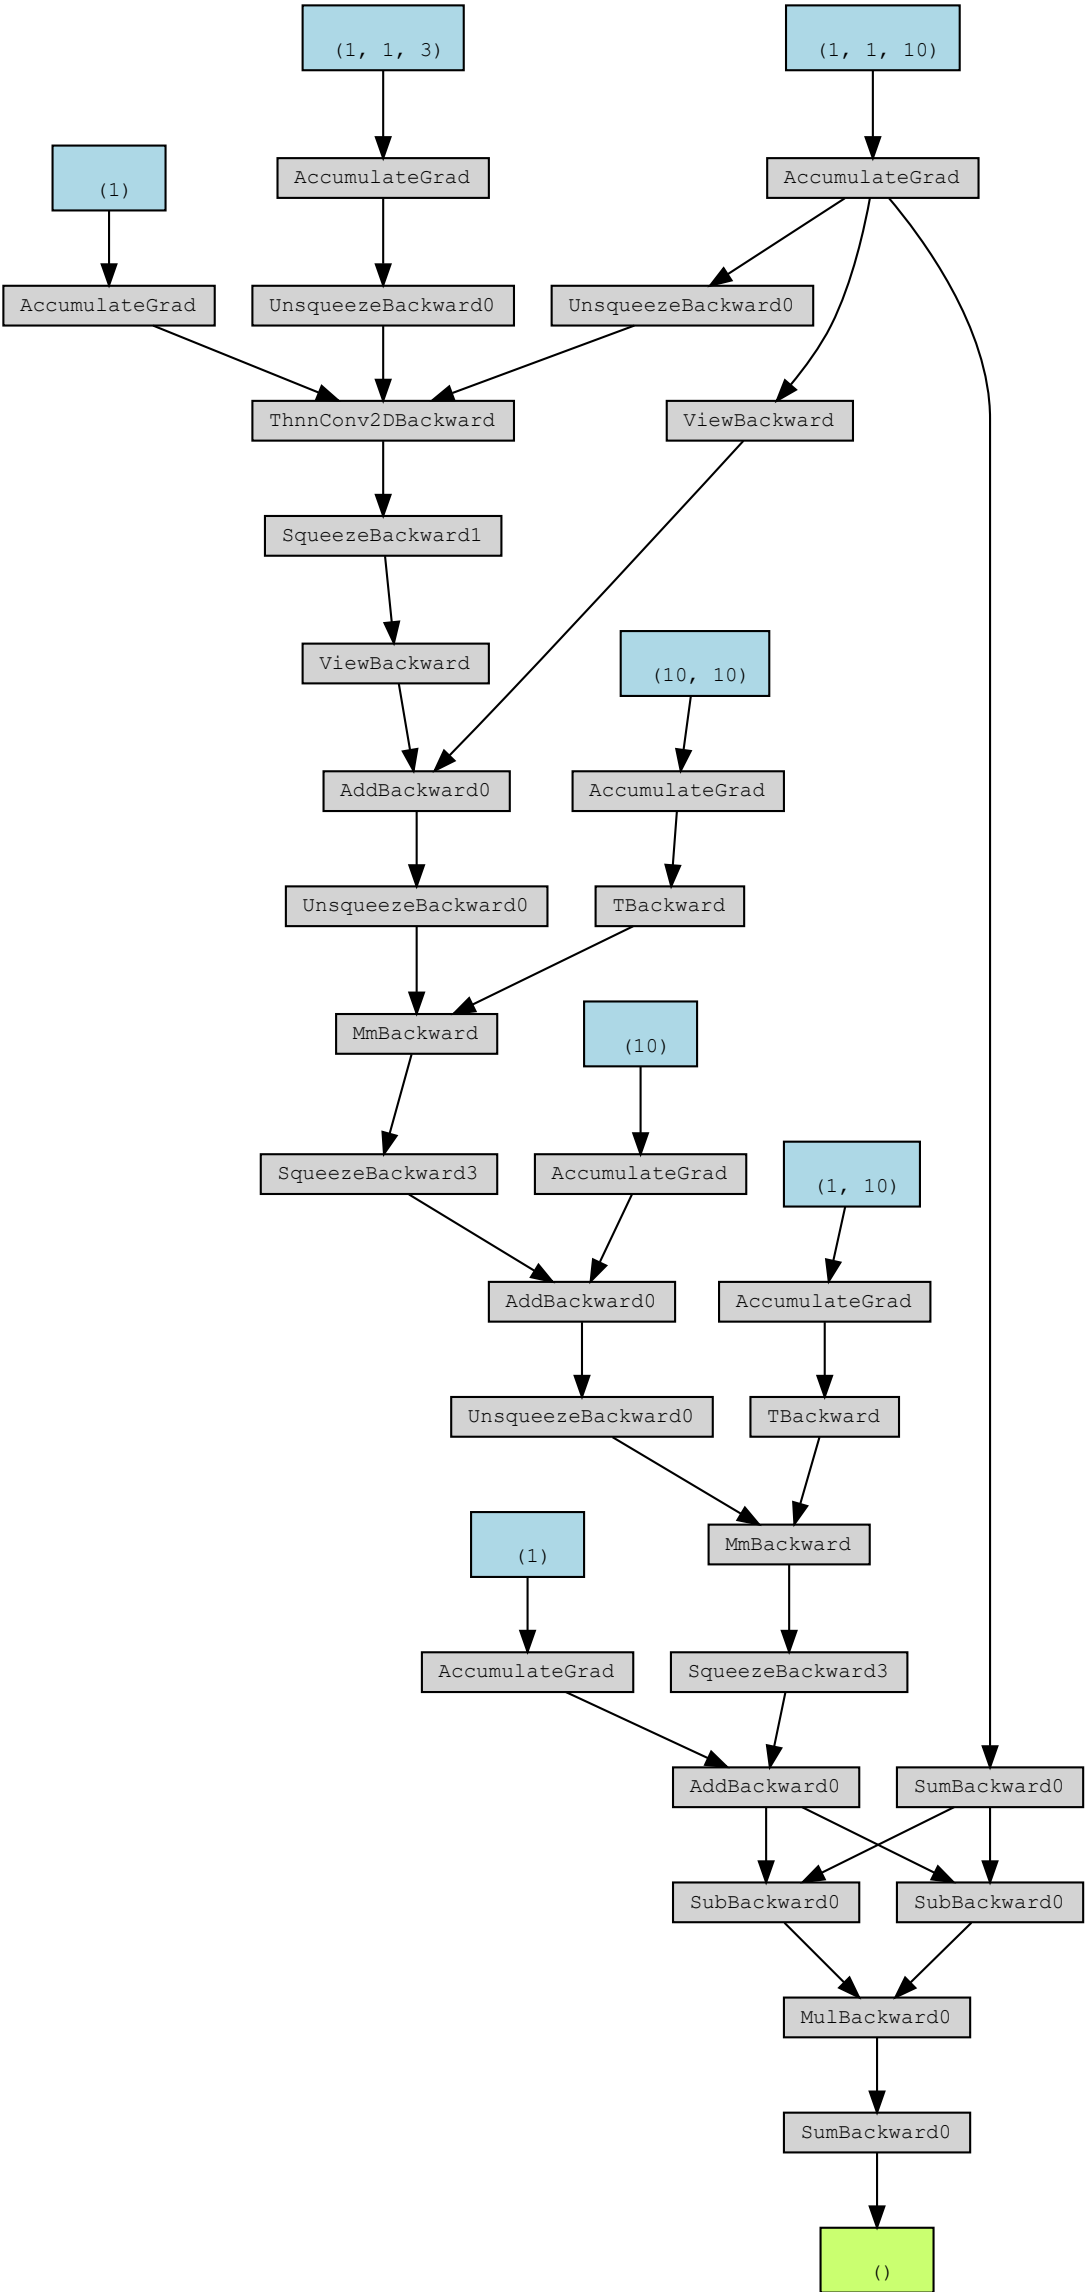 (1, 1, 3)
(1, 1, 10)
AccumulateGrad
AccumulateGrad
(1)
AccumulateGrad
UnsqueezeBackward0
UnsqueezeBackward0
ThnnConv2DBackward
ViewBackward
SqueezeBackward1
ViewBackward
(10, 10)
AddBackward0
AccumulateGrad
UnsqueezeBackward0
TBackward
MmBackward
(10)
SqueezeBackward3
AccumulateGrad
(1, 10)
AddBackward0
AccumulateGrad
UnsqueezeBackward0
TBackward
MmBackward
(1)
AccumulateGrad
SqueezeBackward3
AddBackward0
SumBackward0
SubBackward0
SubBackward0
MulBackward0
SumBackward0
()